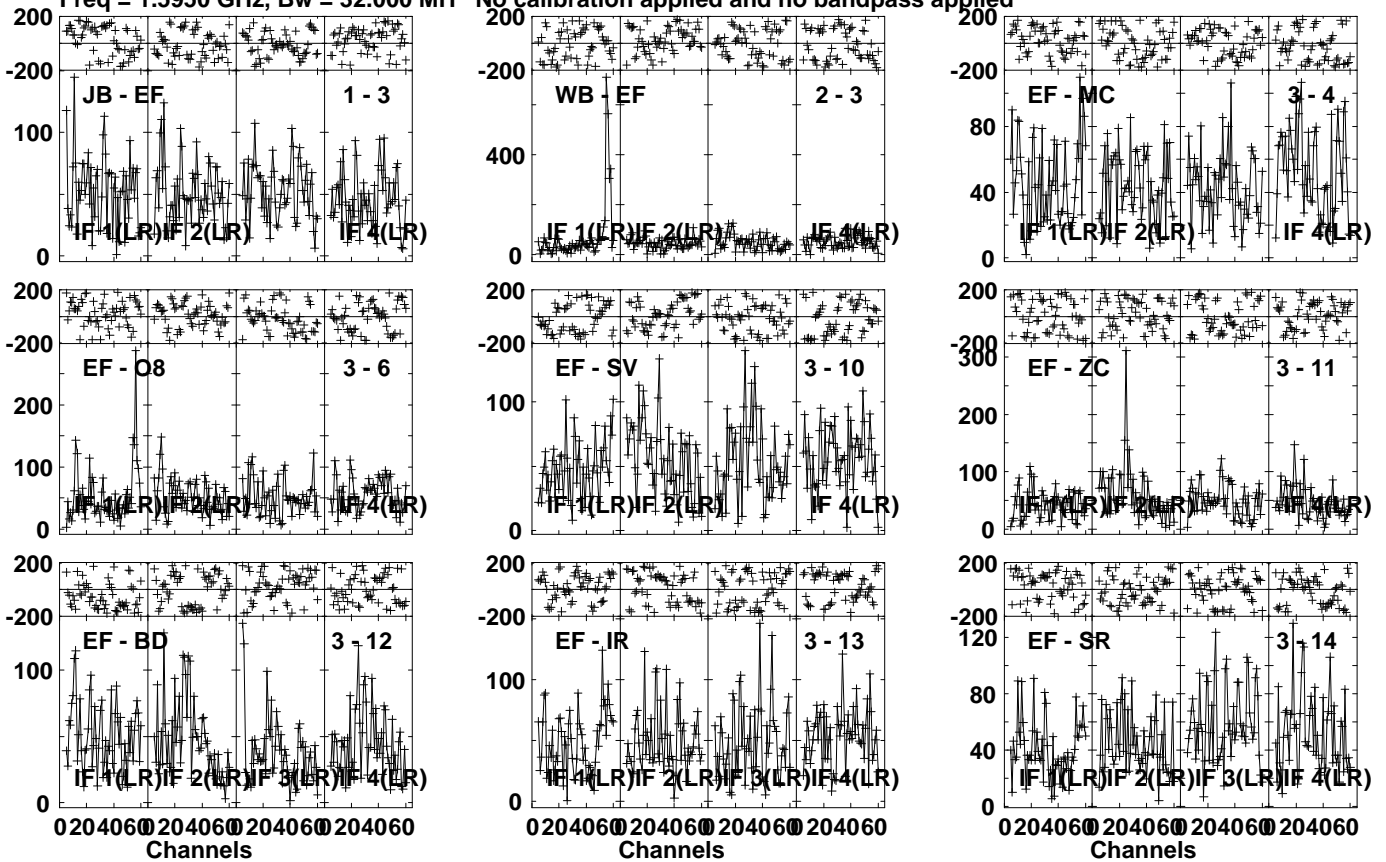 Freq = 1.5950 GHz, Bw = 32.000 MH No calibration applied and no bandpass applied
200
-200
JB - EF 1 - 3
100
0
IF 1(LR) IF 2(LR) IF 4(LR)
200
-200
WB - EF 2 - 3
400
0
IF 1(LR) IF 2(LR) IF 4(LR)
200
-200
EF - MC 3 - 4
80
40
0
IF 1(LR) IF 2(LR) IF 4(LR)
200
-200
EF - O8 3 - 6
200
100
0
IF 1(LR) IF 2(LR) IF 4(LR)
200
-200
EF - SV 3 - 10
100
0
IF 1(LR) IF 2(LR) IF 4(LR)
200
-200
300
EF - ZC 3 - 11
200
100
0
IF 1(LR) IF 2(LR) IF 4(LR)
200
-200
EF - BD 3 - 12
100
0
IF 1(LR) IF 2(LR) IF 3(LR) IF 4(LR)
0 20 40 60 0 20 40 60 0 20 40 60 0 20 40 60
Channels
200
-200
EF - IR 3 - 13
100
0
IF 1(LR) IF 2(LR) IF 3(LR) IF 4(LR)
0 20 40 60 0 20 40 60 0 20 40 60 0 20 40 60
Channels
200
-200
EF - SR 3 - 14
120
80
40
0
IF 1(LR) IF 2(LR) IF 3(LR) IF 4(LR)
0 20 40 60 0 20 40 60 0 20 40 60 0 20 40 60
Channels